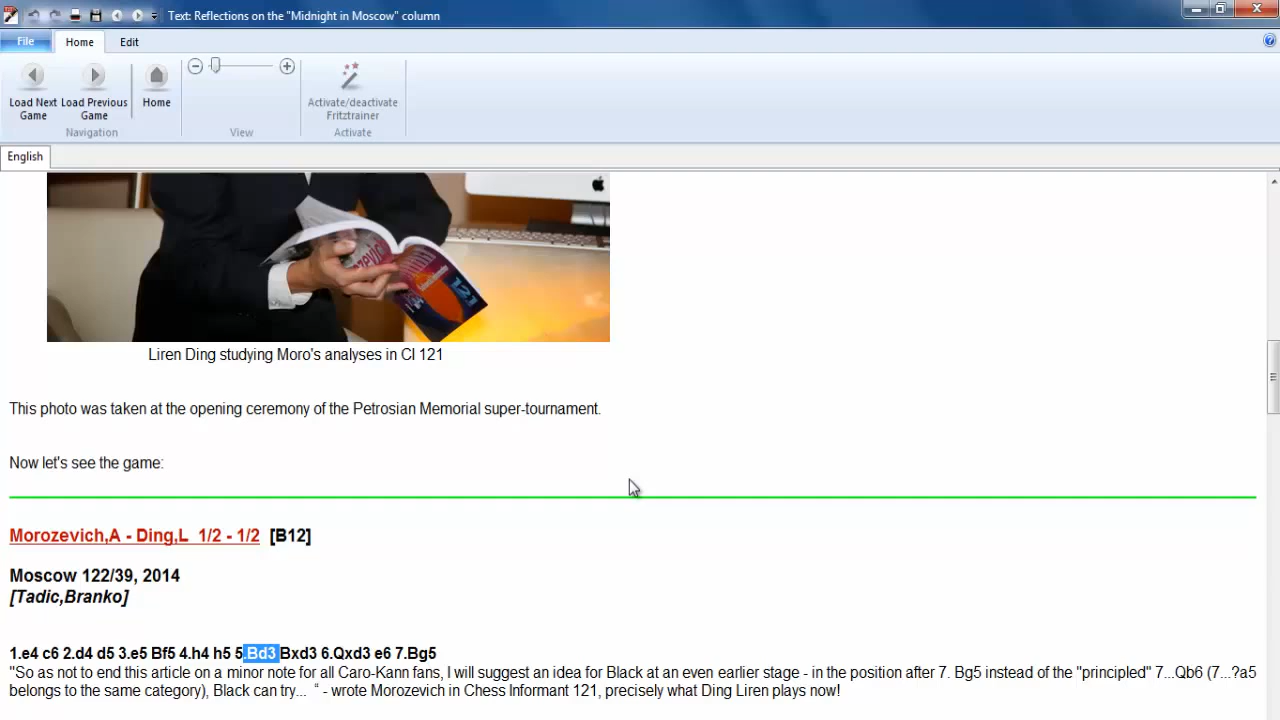 Text: Reflections on the "Midnight in Moscow" column
File Home Edit
Load Next Game
Load Previous Game
Home
Activate/deactivate Fritztrainer
Navigation View Activate
English
121
Liren Ding studying Moro's analyses in CI 121
This photo was taken at the opening ceremony of the Petrosian Memorial super-tournament.
Now let's see the game:
Morozevich,A - Ding,L 1/2 - 1/2 [B12]
Moscow 122/39, 2014
[Tadic,Branko]
1.e4 c6 2.d4 d5 3.e5 Bf5 4.h4 h5 5.Bd3 Bxd3 6.Qxd3 e6 7.Bg5
"So as not to end this article on a minor note for all Caro-Kann fans, I will suggest an idea for Black at an even earlier stage - in the position after 7. Bg5 instead of the "principled" 7...Qb6 (7...?a5
belongs to the same category), Black can try... “ - wrote Morozevich in Chess Informant 121, precisely what Ding Liren plays now!